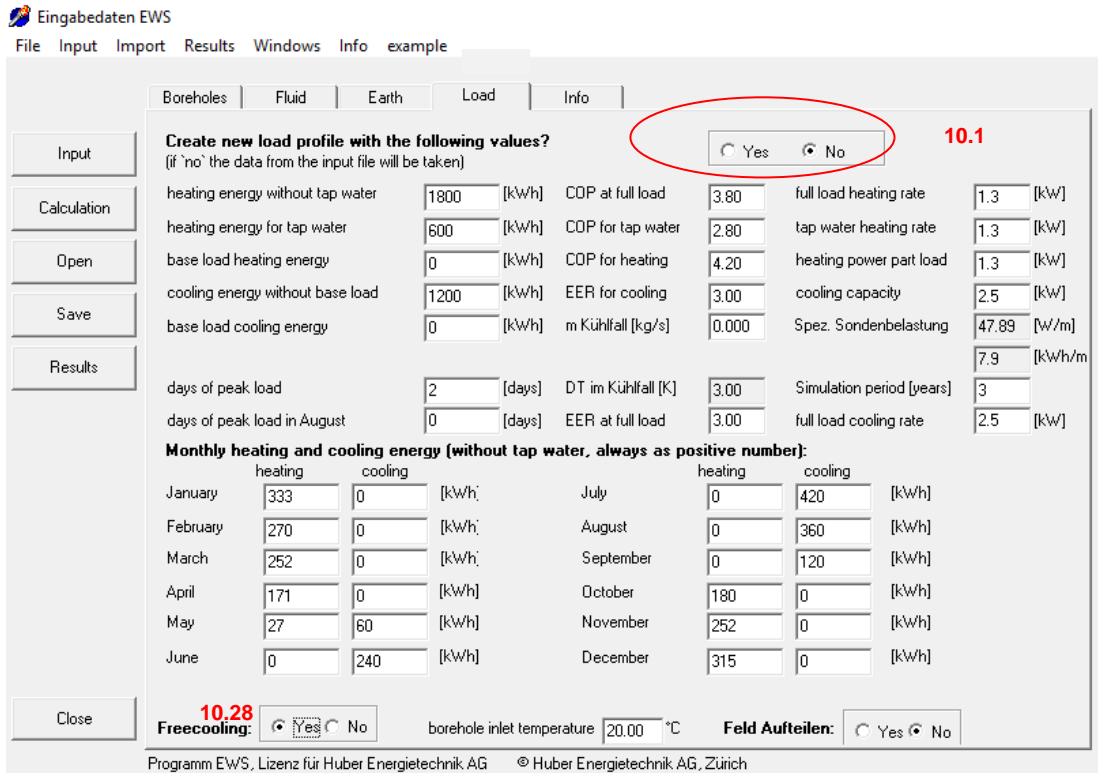 Eingabedaten EWS
File Input Import Results Windows Info example
Boreholes Fluid Earth Load Info
Input
Calculation
Open
Save
Results
Close
Create new load profile with the following values?
(if `no` the data from the input file will be taken)
Yes No
10.1
heating energy without tap water 1800 [kWh] COP at full load 3.80 full load heating rate 1.3 [kW]
heating energy for tap water 600 [kWh] COP for tap water 2.80 tap water heating rate 1.3 [kW]
base load heating energy 0 [kWh] COP for heating 4.20 heating power part load 1.3 [kW]
cooling energy without base load 1200 [kWh] EER for cooling 3.00 cooling capacity 2.5 [kW]
base load cooling energy 0 [kWh] m Kühlfall [kg/s] 0.000 Spez. Sondenbelastung 47.89 [W/m]
7.9 [kWh/m
days of peak load 2 [days] DT im Kühlfall [K] 3.00 Simulation period [years] 3
days of peak load in August 0 [days] EER at full load 3.00 full load cooling rate 2.5 [kW]
Monthly heating and cooling energy (without tap water, always as positive number):
heating cooling heating cooling
January 333 0 [kWh] July 0 420 [kWh]
February 270 0 [kWh] August 0 360 [kWh]
March 252 0 [kWh] September 0 120 [kWh]
April 171 0 [kWh] October 180 0 [kWh]
May 27 60 [kWh] November 252 0 [kWh]
June 0 240 [kWh] December 315 0 [kWh]
10.28
Freecooling: Yes No borehole inlet temperature 20.00 °C Feld Aufteilen: Yes No
Programm EWS, Lizenz für Huber Energietechnik AG © Huber Energietechnik AG, Zürich